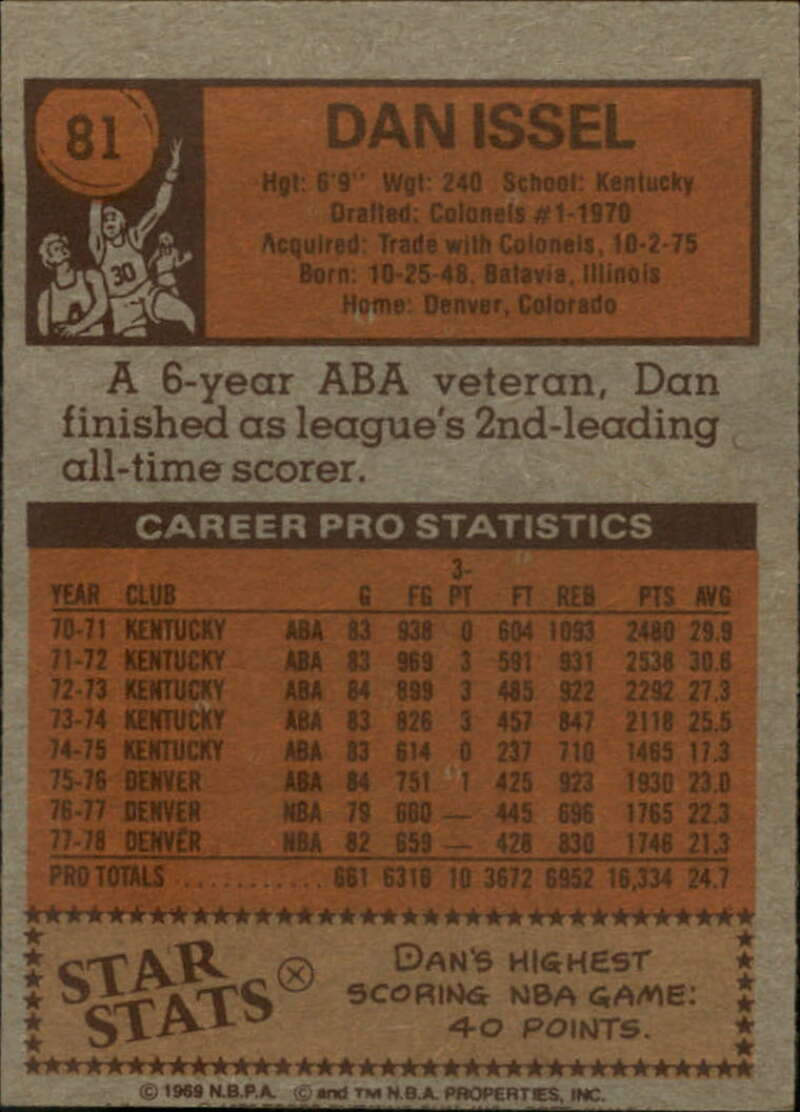 81
DAN ISSEL
Hgt: 6'9" Wgt: 240 School: Kentucky
Drafted: Colonels #1-1970
Acquired: Trade with Colonels, 10-2-75
Born: 10-25-48, Batavia, Illinois
Home: Denver, Colorado
30
A 6-year ABA veteran, Dan
finished as league's 2nd-leading
all-time scorer.
CAREER PRO STATISTICS
YEAR CLUB G FG 3-PT FT REB PTS AVG
70-71 KENTUCKY ABA 83 938 0 604 1093 2480 29.9
71-72 KENTUCKY ABA 83 969 3 591 931 2538 30.6
72-73 KENTUCKY ABA 84 899 3 485 922 2292 27.3
73-74 KENTUCKY ABA 83 826 3 457 847 2118 25.5
74-75 KENTUCKY ABA 83 614 0 237 710 1465 17.3
75-76 DENVER ABA 84 751 1 425 923 1930 23.0
76-77 DENVER NBA 79 660 — 445 696 1765 22.3
77-78 DENVER NBA 82 659 — 428 830 1746 21.3
PRO TOTALS ............ 661 6316 10 3672 6952 16,334 24.7
STAR
STATS
DAN'S HIGHEST
SCORING NBA GAME:
40 POINTS.
© 1969 N.B.P.A. © and TM N.B.A. PROPERTIES, INC.